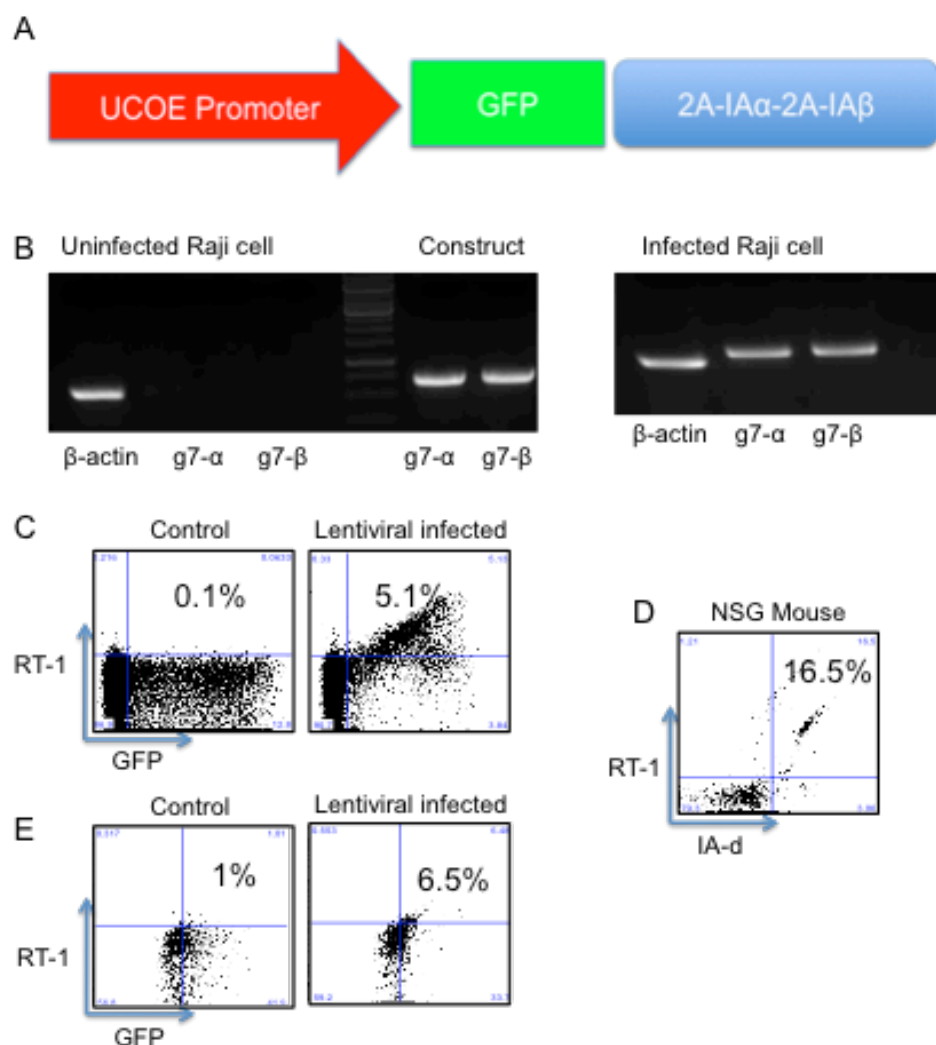 A
UCOE Promoter
GFP
2A-IAα-2A-IAβ
B
Uninfected Raji cell
Construct
Infected Raji cell
β-actin g7-α g7-β g7-α g7-β
β-actin g7-α g7-β
C
Control
Lentiviral infected
0.1%
5.1%
RT-1
GFP
D
NSG Mouse
16.5%
RT-1
IA-d
E
Control
Lentiviral infected
1%
6.5%
RT-1
GFP